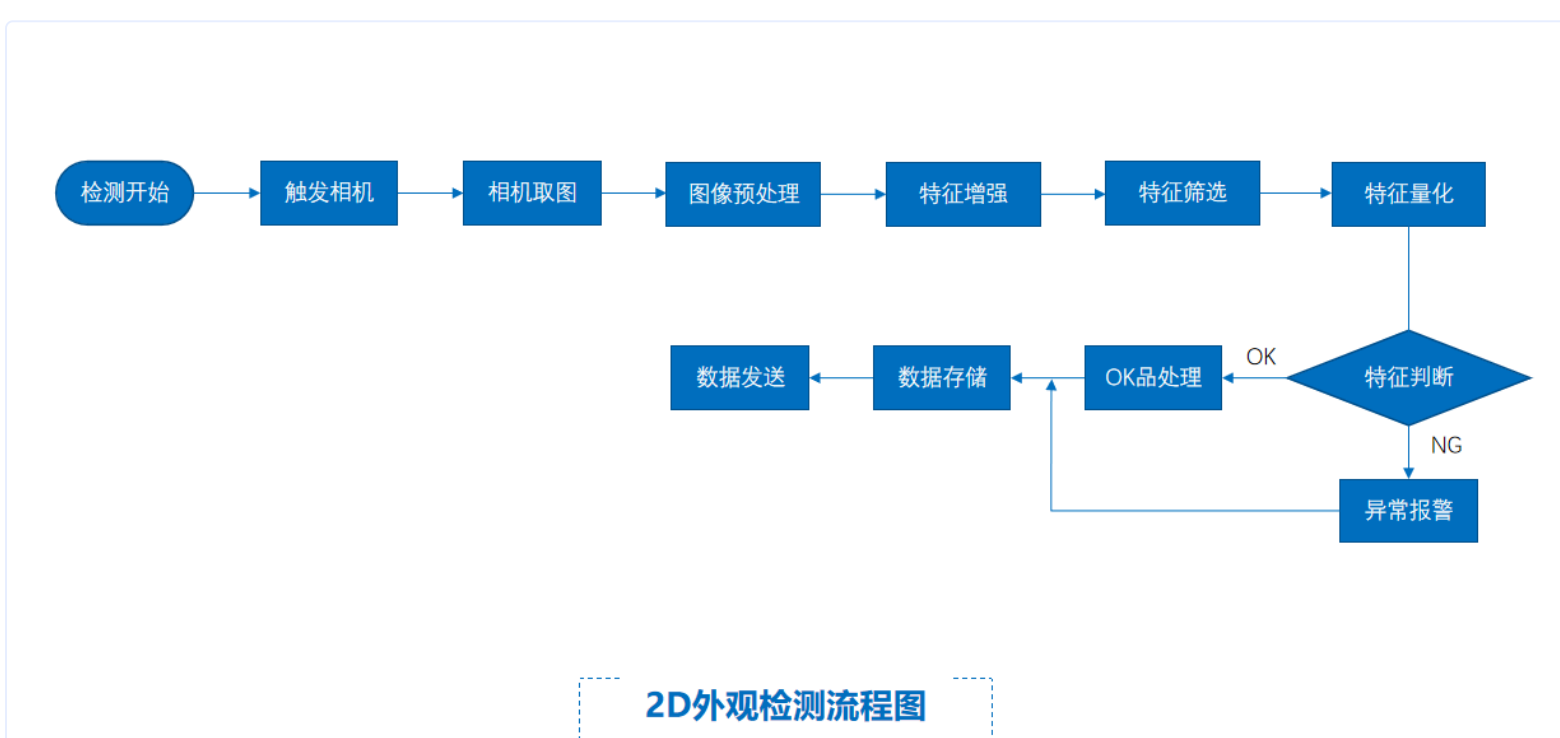 检测开始
触发相机
相机取图
图像预处理
特征增强
特征筛选
特征量化
数据发送
数据存储
OK品处理
OK
特征判断
NG
异常报警
2D外观检测流程图